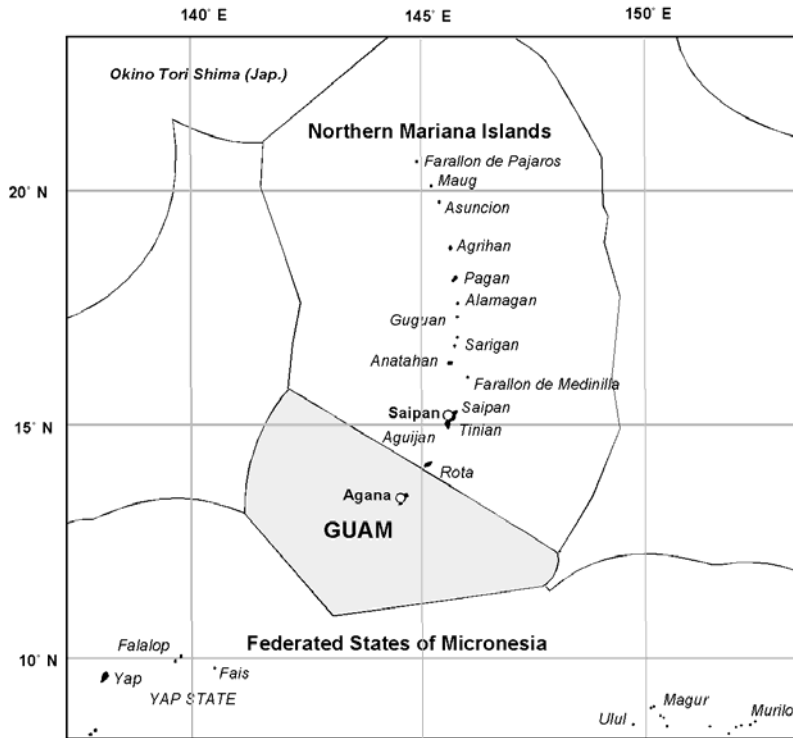 140° E
145° E
150° E
Okino Tori Shima (Jap.)
Northern Mariana Islands
Farallon de Pajaros
Maug
20° N
Asuncion
Agrihan
Pagan
Alamagan
Guguan
Sarigan
Anatahan
Farallon de Medinilla
Saipan
Saipan
15° N
Aguijan
Tinian
Rota
Agana
GUAM
Federated States of Micronesia
Falalop
10° N
Fais
Yap
YAP STATE
Magur
Ulul
Murilo